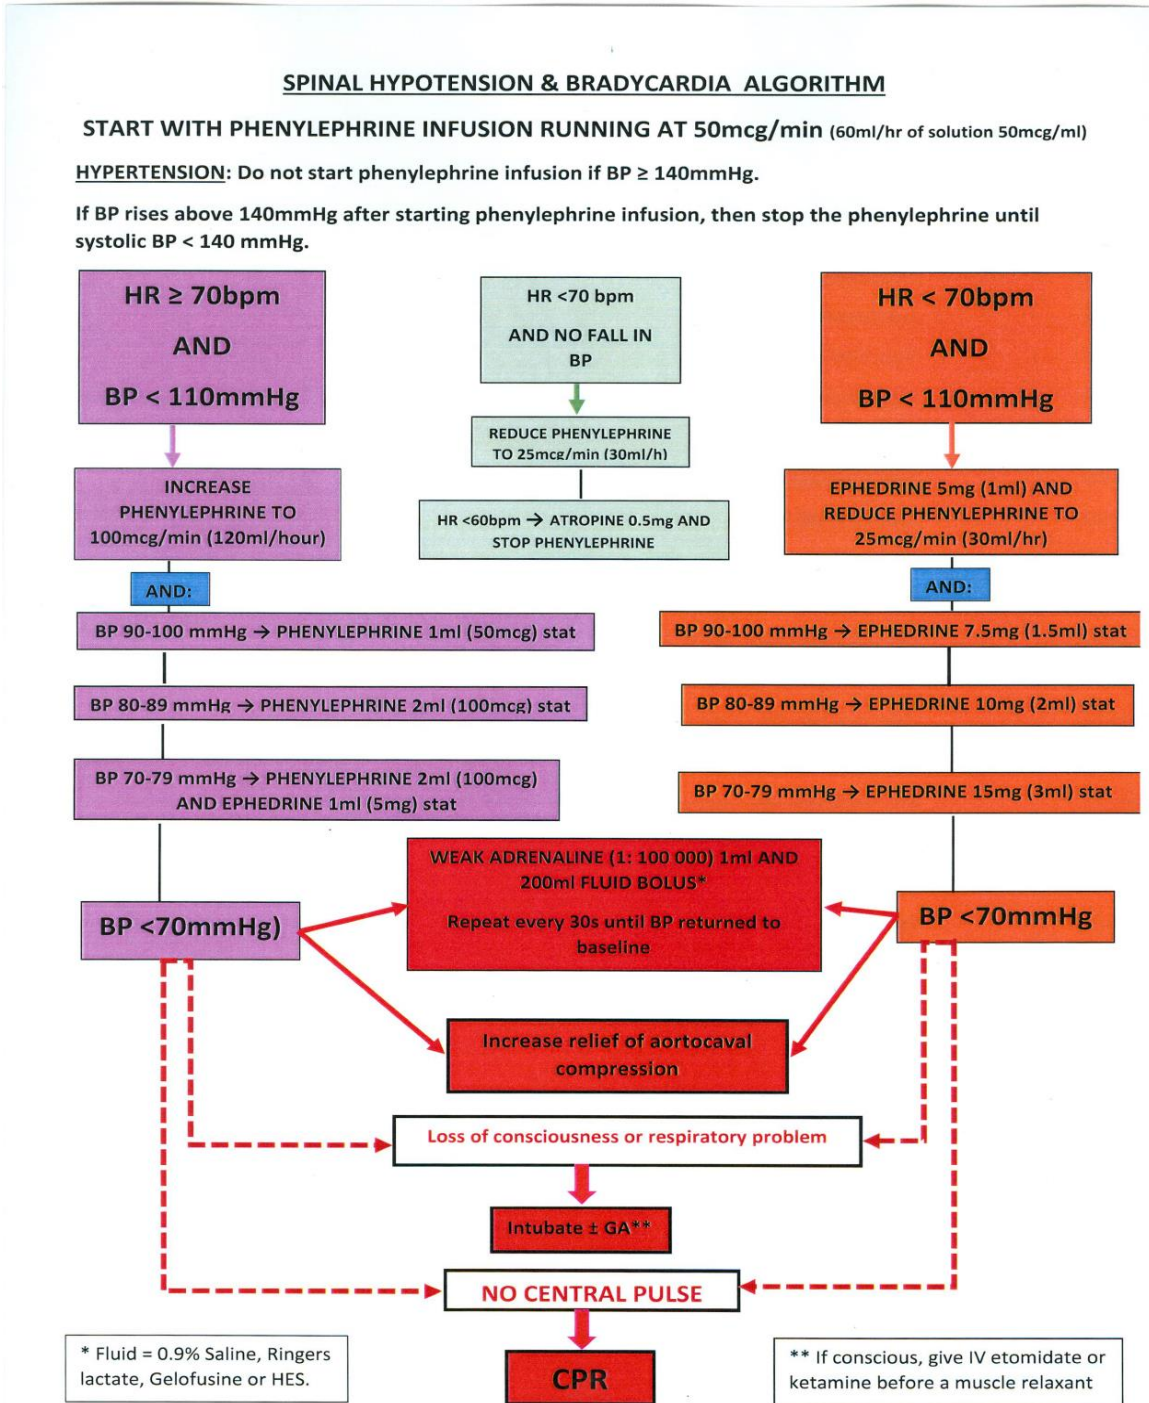 SPINAL HYPOTENSION & BRADYCARDIA ALGORITHM
START WITH PHENYLEPHRINE INFUSION RUNNING AT 50mcg/min (60ml/hr of solution 50mcg/ml)
HYPERTENSION: Do not start phenylephrine infusion if BP ≥ 140mmHg.
If BP rises above 140mmHg after starting phenylephrine infusion, then stop the phenylephrine until
systolic BP < 140 mmHg.
HR ≥ 70bpm
AND
BP < 110mmHg
INCREASE
PHENYLEPHRINE TO
100mcg/min (120ml/hour)
AND:
BP 90-100 mmHg → PHENYLEPHRINE 1ml (50mcg) stat
BP 80-89 mmHg → PHENYLEPHRINE 2ml (100mcg) stat
BP 70-79 mmHg → PHENYLEPHRINE 2ml (100mcg)
AND EPHEDRINE 1ml (5mg) stat
BP <70mmHg)
HR <70 bpm
AND NO FALL IN
BP
REDUCE PHENYLEPHRINE
TO 25mcg/min (30ml/h)
HR <60bpm → ATROPINE 0.5mg AND
STOP PHENYLEPHRINE
HR < 70bpm
AND
BP < 110mmHg
EPHEDRINE 5mg (1ml) AND
REDUCE PHENYLEPHRINE TO
25mcg/min (30ml/hr)
AND:
BP 90-100 mmHg → EPHEDRINE 7.5mg (1.5ml) stat
BP 80-89 mmHg → EPHEDRINE 10mg (2ml) stat
BP 70-79 mmHg → EPHEDRINE 15mg (3ml) stat
BP <70mmHg
WEAK ADRENALINE (1: 100 000) 1ml AND
200ml FLUID BOLUS*
Repeat every 30s until BP returned to
baseline
Increase relief of aortocaval
compression
Loss of consciousness or respiratory problem
Intubate ± GA**
NO CENTRAL PULSE
CPR
* Fluid = 0.9% Saline, Ringers
lactate, Gelofusine or HES.
** If conscious, give IV etomidate or
ketamine before a muscle relaxant